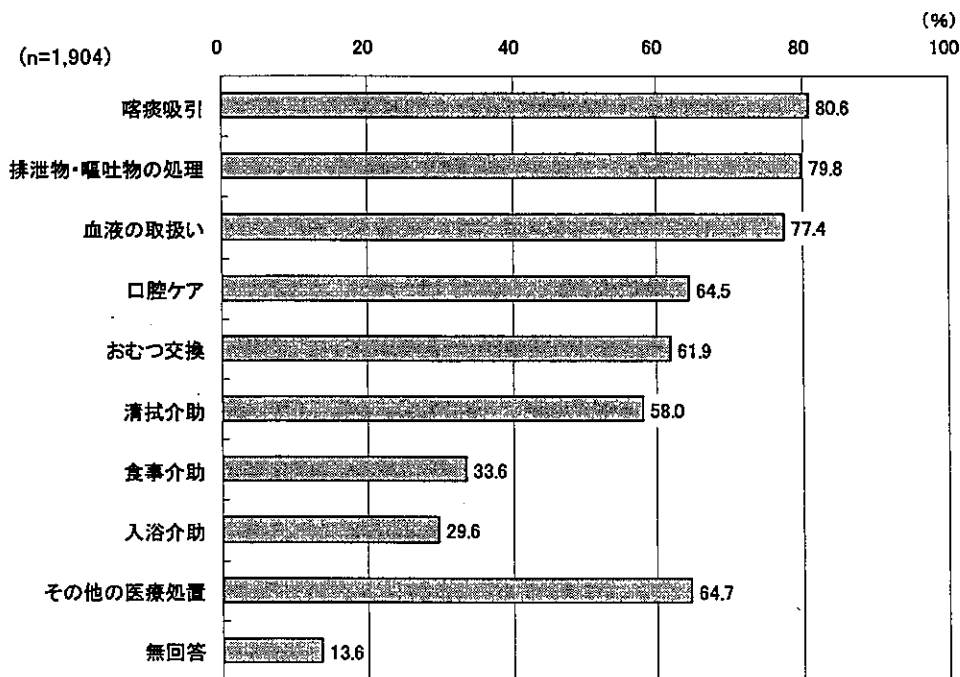 (%)
(n=1,904)
0 20 40 60 80 100
喀痰吸引 80.6
排泄物・嘔吐物の処理 79.8
血液の取扱い 77.4
口腔ケア 64.5
おむつ交換 61.9
清拭介助 58.0
食事介助 33.6
入浴介助 29.6
その他の医療処置 64.7
無回答 13.6